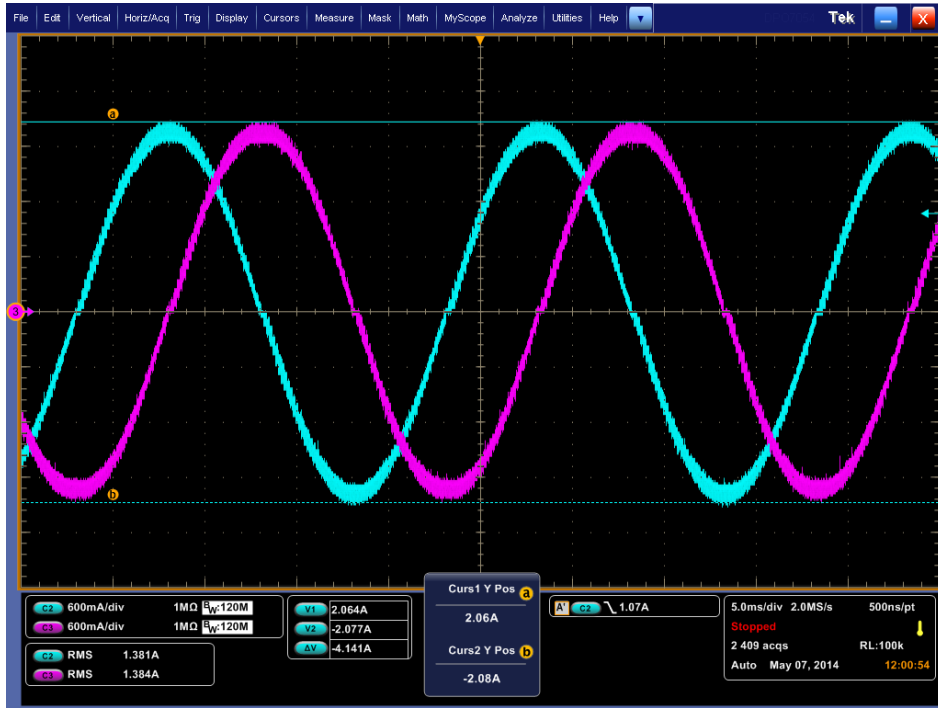 File Edit Vertical Horiz/Acq Trig Display Cursors Measure Mask Math MyScope Analyze Utilities Help Tek X
a
3
b
C2 600mA/div 1MΩ BW:120M
C3 600mA/div 1MΩ BW:120M
C2 RMS 1.381A
C3 RMS 1.384A
V1 2.064A
V2 -2.077A
ΔV -4.141A
Curs1 Y Pos a
2.06A
Curs2 Y Pos b
-2.08A
A' C2 1.07A
5.0ms/div 2.0MS/s 500ns/pt
Stopped
2 409 acqs RL:100k
Auto May 07, 2014 12:00:54